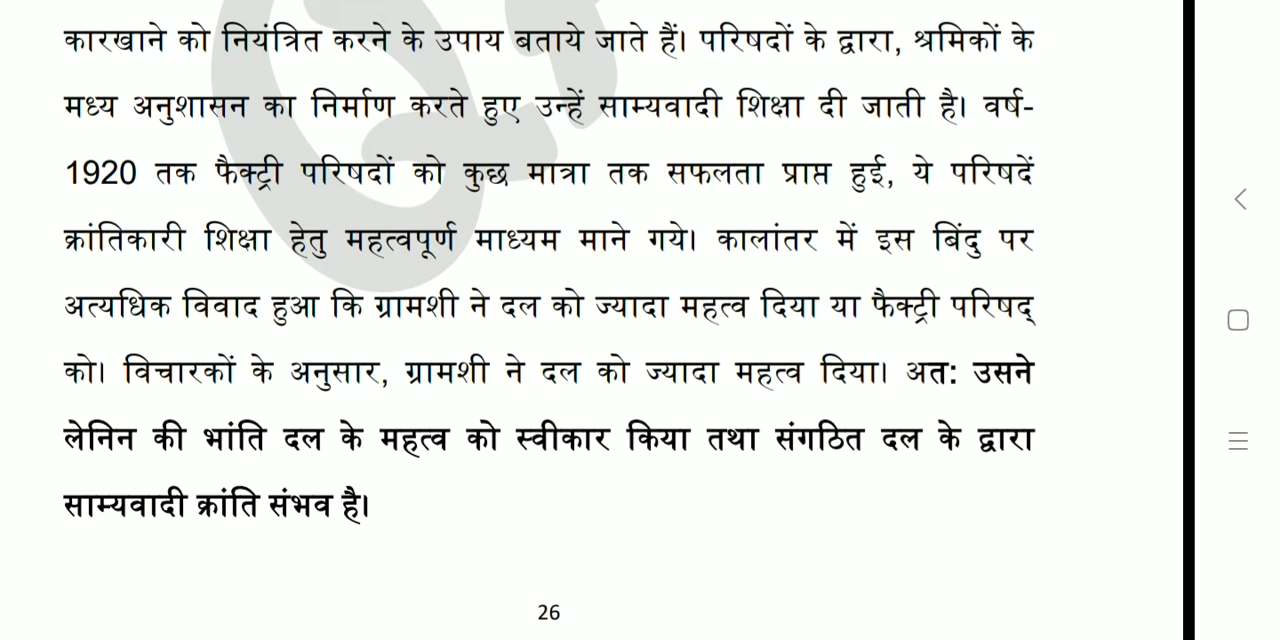 कारखाने को नियंत्रित करने के उपाय बताये जाते हैं। परिषदों के द्वारा, श्रमिकों के
मध्य अनुशासन का निर्माण करते हुए उन्हें साम्यवादी शिक्षा दी जाती है। वर्ष-
1920 तक फैक्ट्री परिषदों को कुछ मात्रा तक सफलता प्राप्त हुई, ये परिषदें
क्रांतिकारी शिक्षा हेतु महत्वपूर्ण माध्यम माने गये। कालांतर में इस बिंदु पर
अत्यधिक विवाद हुआ कि ग्रामशी ने दल को ज्यादा महत्व दिया या फैक्ट्री परिषद्
को। विचारकों के अनुसार, ग्रामशी ने दल को ज्यादा महत्व दिया। अत: उसने
लेनिन की भांति दल के महत्व को स्वीकार किया तथा संगठित दल के द्वारा
साम्यवादी क्रांति संभव है।
26